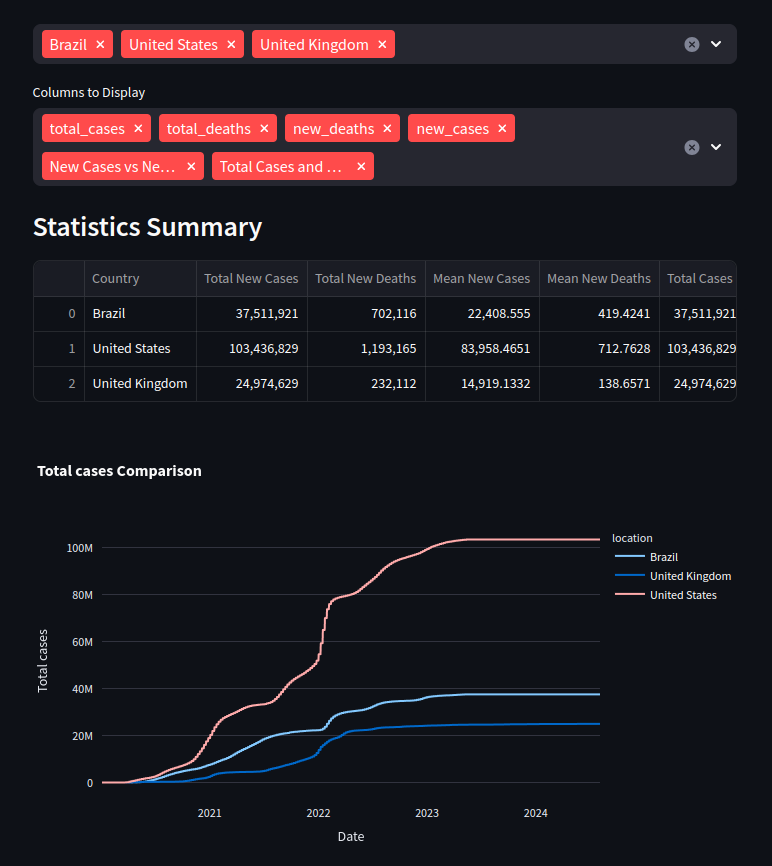 Brazil × United States × United Kingdom ×
Columns to Display
total_cases × total_deaths × new_deaths × new_cases ×
New Cases vs Ne... × Total Cases and ... ×
Statistics Summary
Country Total New Cases Total New Deaths Mean New Cases Mean New Deaths Total Cases
0 Brazil 37,511,921 702,116 22,408.555 419.4241 37,511,921
1 United States 103,436,829 1,193,165 83,958.4651 712.7628 103,436,829
2 United Kingdom 24,974,629 232,112 14,919.1332 138.6571 24,974,629
Total cases Comparison
location
Brazil
United Kingdom
United States
100M
80M
60M
40M
20M
0
Total cases
2021 2022 2023 2024
Date